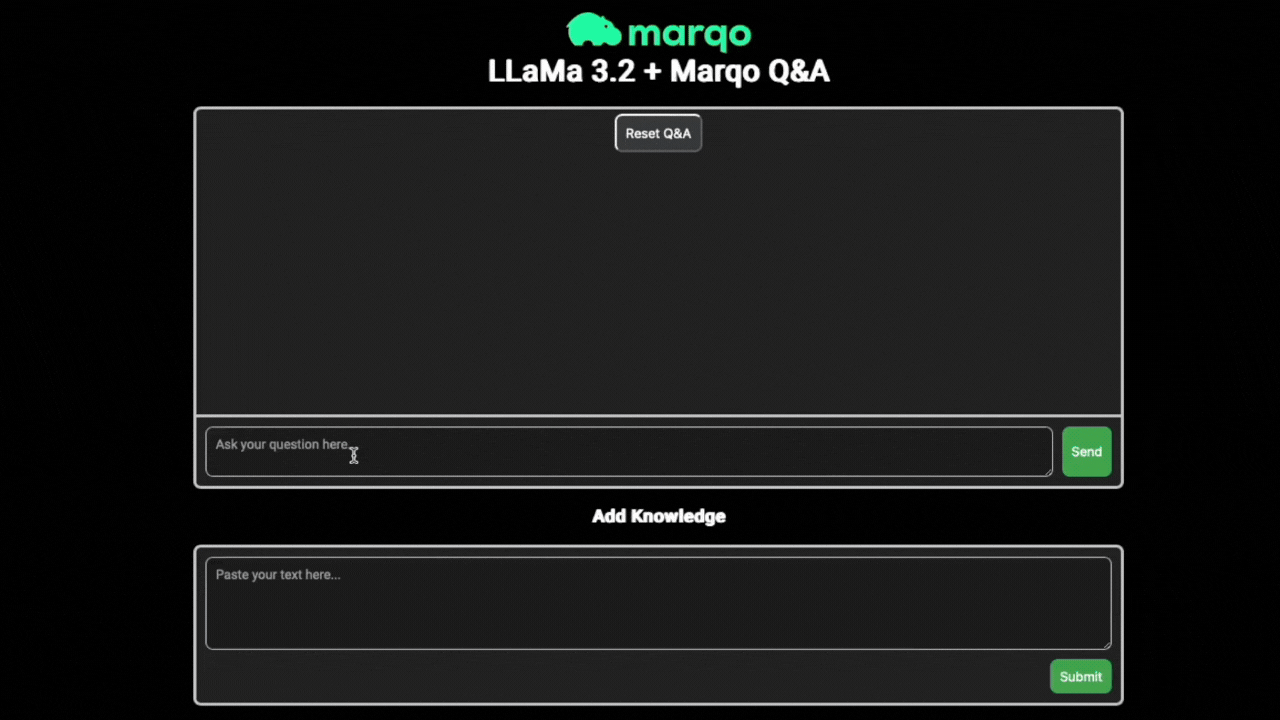 marqo
LLaMa 3.2 + Marqo Q&A
Reset Q&A
Ask your question here...
Send
Add Knowledge
Paste your text here...
Submit